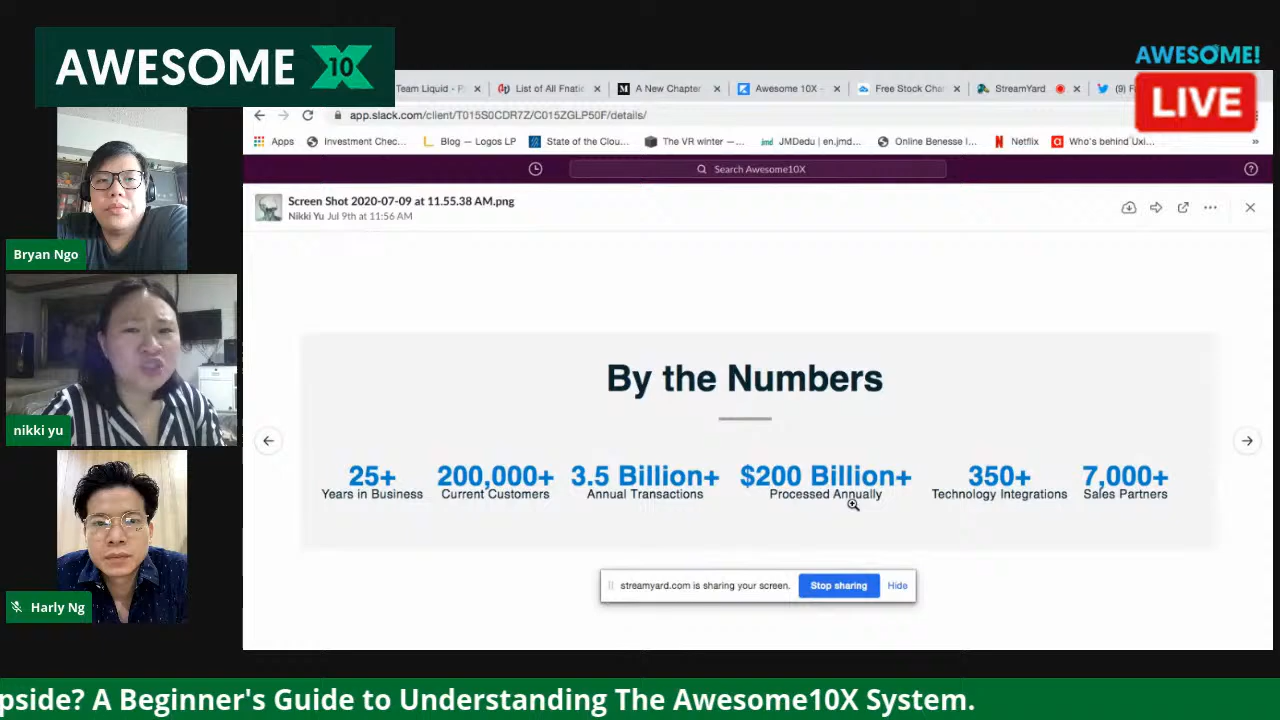 AWESOME 10X
AWESOME!
LIVE
Team Liquid - P
List of All Fnatic
A New Chapter
Awesome 10X -
Free Stock Char
StreamYard
(9) F
app.slack.com/client/T015S0CDR7Z/C015ZGLP50F/details/
Apps
Investment Chec...
Blog — Logos LP
State of the Clou...
The VR winter —...
JMDedu | en.jmd...
Online Benesse I...
Netflix
Who's behind Uxi...
»
Search Awesome10X
Screen Shot 2020-07-09 at 11.55.38 AM.png
Nikki Yu Jul 9th at 11:56 AM
Bryan Ngo
nikki yu
Harly Ng
By the Numbers
25+ 200,000+ 3.5 Billion+ $200 Billion+ 350+ 7,000+
Years in Business Current Customers Annual Transactions Processed Annually Technology Integrations Sales Partners
streamyard.com is sharing your screen. Stop sharing Hide
pside? A Beginner's Guide to Understanding The Awesome10X System.